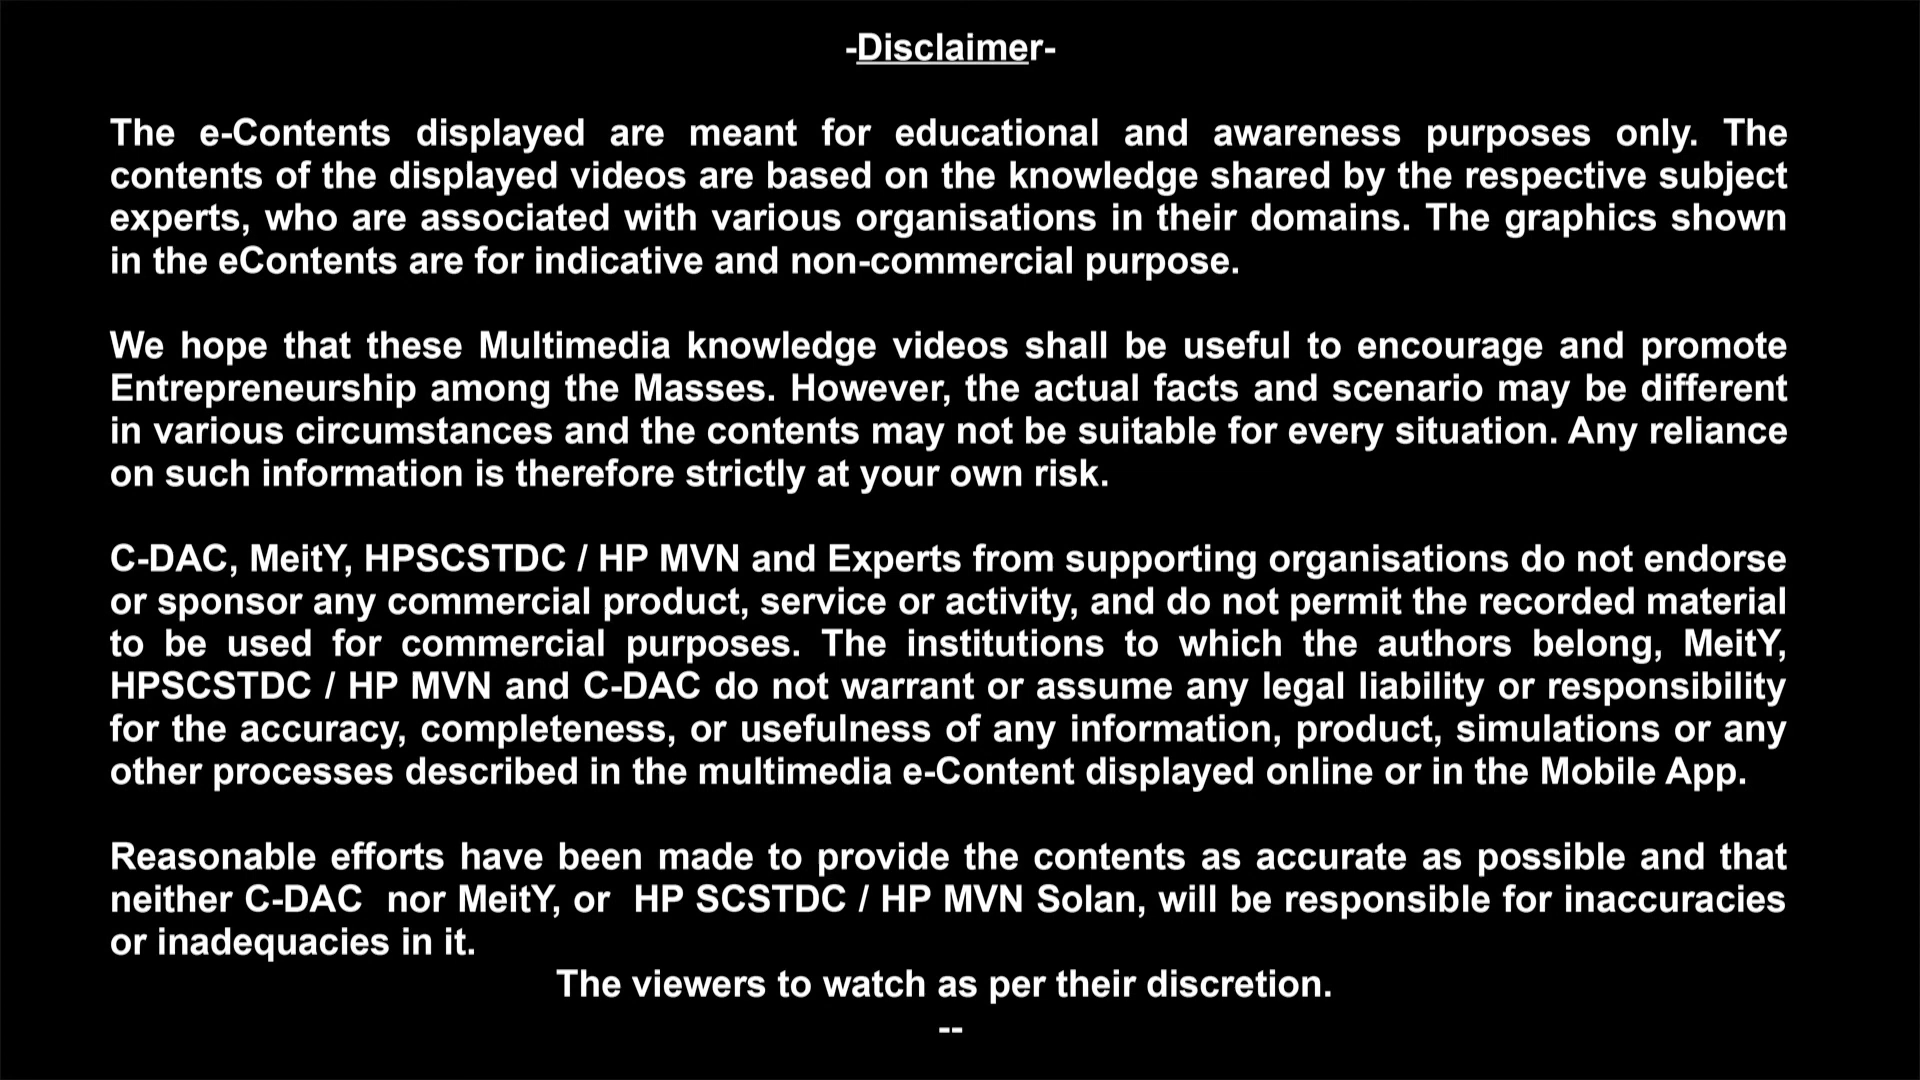 -Disclaimer-
The e-Contents displayed are meant for educational and awareness purposes only. The
contents of the displayed videos are based on the knowledge shared by the respective subject
experts, who are associated with various organisations in their domains. The graphics shown
in the eContents are for indicative and non-commercial purpose.
We hope that these Multimedia knowledge videos shall be useful to encourage and promote
Entrepreneurship among the Masses. However, the actual facts and scenario may be different
in various circumstances and the contents may not be suitable for every situation. Any reliance
on such information is therefore strictly at your own risk.
C-DAC, MeitY, HPSCSTDC / HP MVN and Experts from supporting organisations do not endorse
or sponsor any commercial product, service or activity, and do not permit the recorded material
to be used for commercial purposes. The institutions to which the authors belong, MeitY,
HPSCSTDC / HP MVN and C-DAC do not warrant or assume any legal liability or responsibility
for the accuracy, completeness, or usefulness of any information, product, simulations or any
other processes described in the multimedia e-Content displayed online or in the Mobile App.
Reasonable efforts have been made to provide the contents as accurate as possible and that
neither C-DAC  nor MeitY, or  HP SCSTDC / HP MVN Solan, will be responsible for inaccuracies
or inadequacies in it.
The viewers to watch as per their discretion.
--